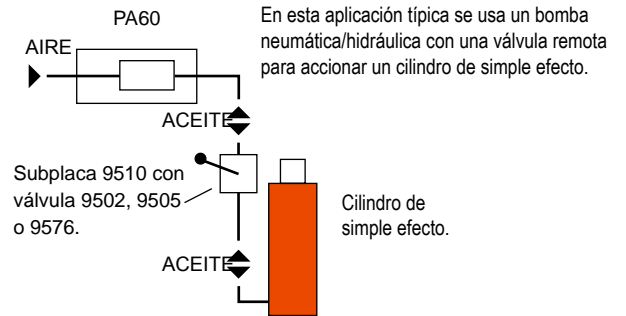 PA60
En esta aplicación típica se usa un bomba
neumática/hidráulica con una válvula remota
para accionar un cilindro de simple efecto.
AIRE
ACEITE
Subplaca 9510 con
válvula 9502, 9505
o 9576.
Cilindro de
simple efecto.
ACEITE